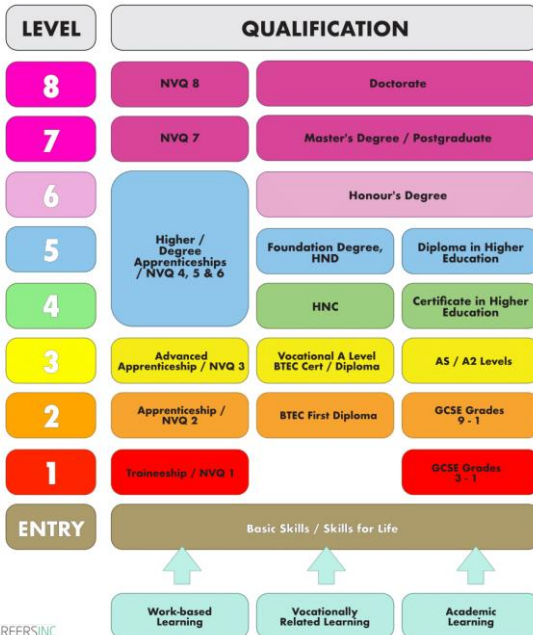 LEVEL
QUALIFICATION
8
NVQ 8
Doctorate
7
NVQ 7
Master's Degree / Postgraduate
6
Honour's Degree
Higher /
Degree
Apprenticeships
/ NVQ 4, 5 & 6
5
Foundation Degree,
HND
Diploma in Higher
Education
4
HNC
Certificate in Higher
Education
3
Advanced
Apprenticeship / NVQ 3
Vocational A Level
BTEC Cert / Diploma
AS / A2 Levels
2
Apprenticeship /
NVQ 2
BTEC First Diploma
GCSE Grades
9 - 1
1
Traineeship / NVQ 1
GCSE Grades
3 - 1
ENTRY
Basic Skills / Skills for Life
Work-based
Learning
Vocationally
Related Learning
Academic
Learning
REERSINC